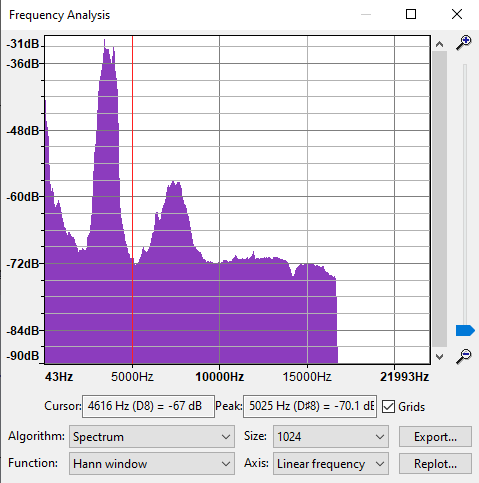 Frequency Analysis
-31dB
-36dB
-48dB
-60dB
-72dB
-84dB
-90dB
43Hz 5000Hz 10000Hz 15000Hz 21993Hz
Cursor: 4616 Hz (D8) = -67 dB Peak: 5025 Hz (D♯8) = -70.1 dB Grids
Algorithm: Spectrum Size: 1024 Export...
Function: Hann window Axis: Linear frequency Replot...